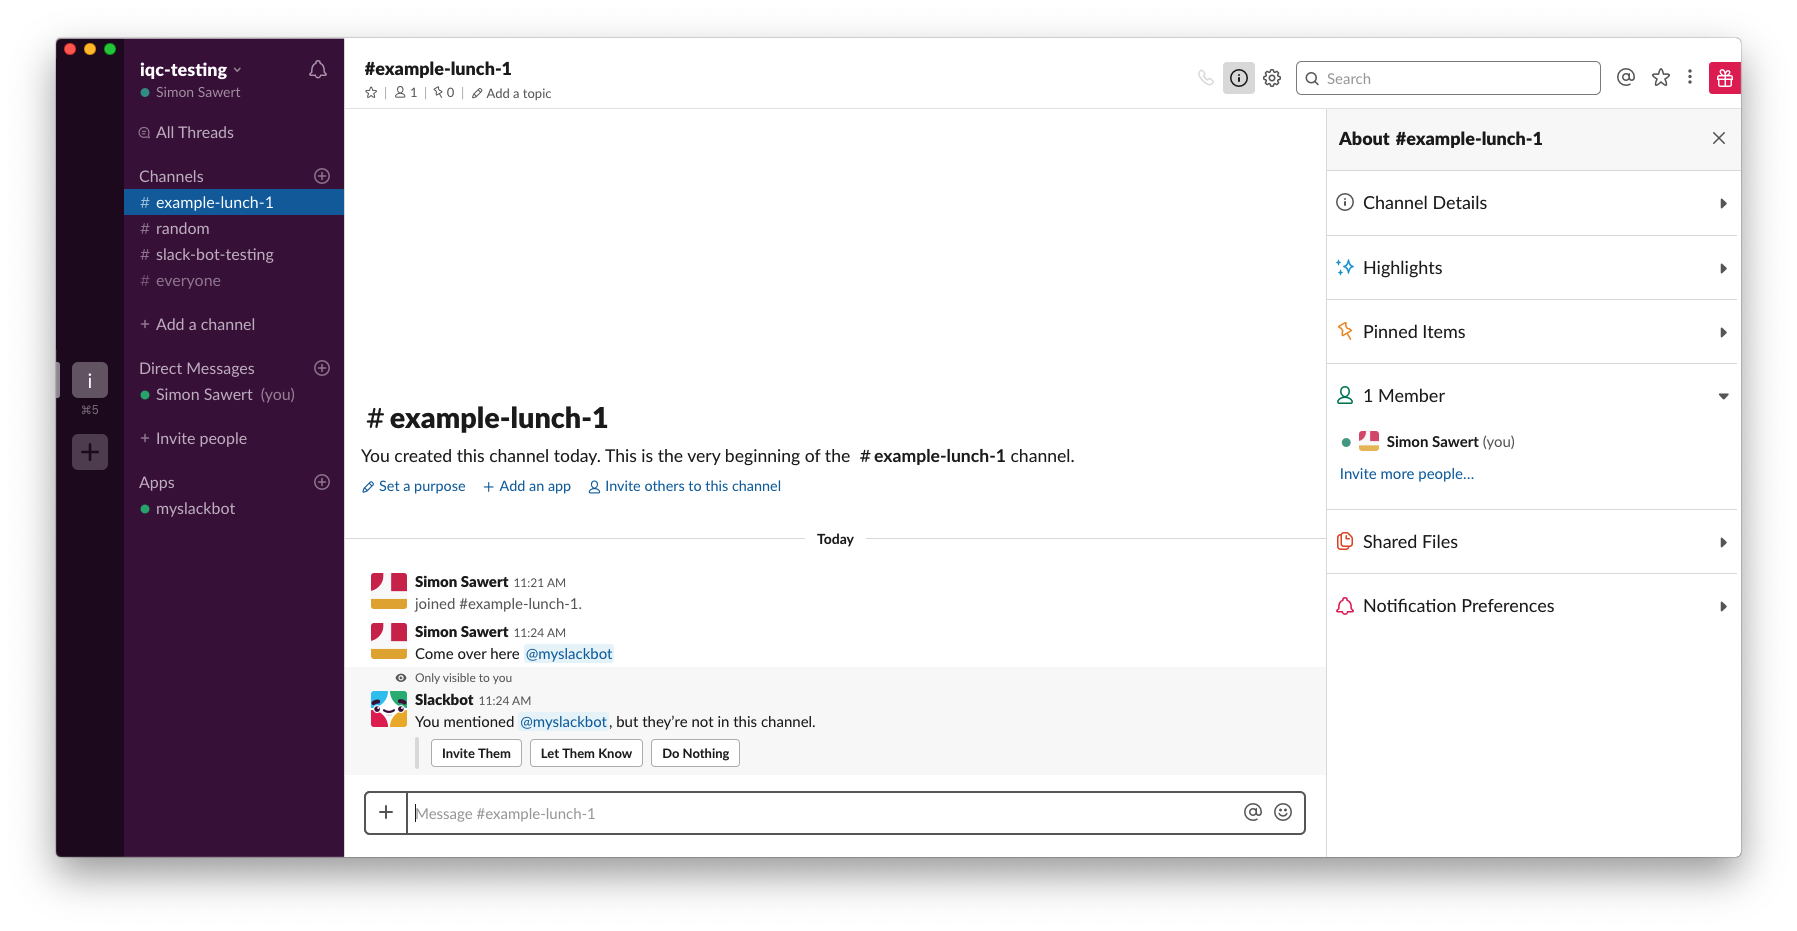 iqc-testing
Simon Sawert
All Threads
Channels
# example-lunch-1
# random
# slack-bot-testing
# everyone
+ Add a channel
Direct Messages
Simon Sawert (you)
+ Invite people
Apps
myslackbot
i
⌘5
#example-lunch-1
1 | 0 | Add a topic
Search
# example-lunch-1
You created this channel today. This is the very beginning of the # example-lunch-1 channel.
Set a purpose + Add an app Invite others to this channel
Today
Simon Sawert 11:21 AM
joined #example-lunch-1.
Simon Sawert 11:24 AM
Come over here @myslackbot
Only visible to you
Slackbot 11:24 AM
You mentioned @myslackbot, but they’re not in this channel.
Invite Them Let Them Know Do Nothing
Message #example-lunch-1
About #example-lunch-1
Channel Details
Highlights
Pinned Items
1 Member
Simon Sawert (you)
Invite more people...
Shared Files
Notification Preferences